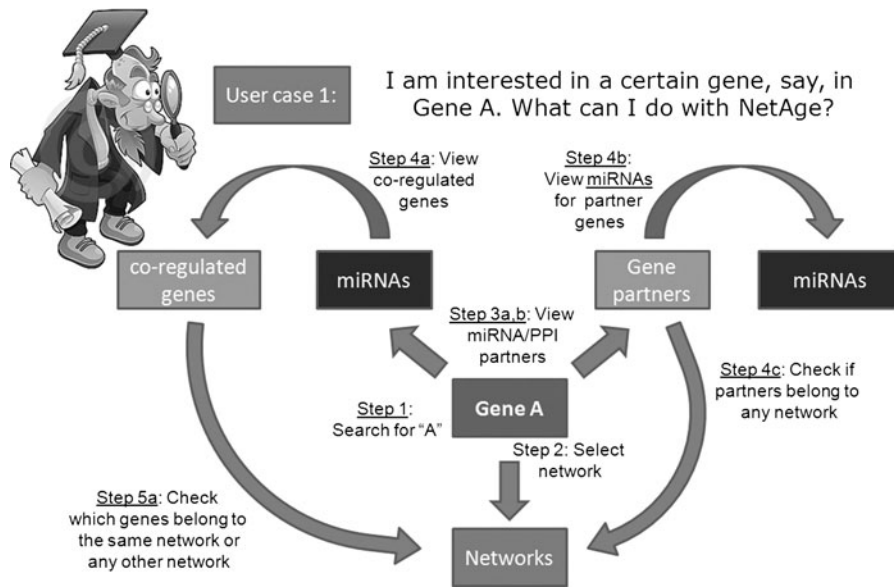 User case 1:
I am interested in a certain gene, say, in
Gene A. What can I do with NetAge?
Step 4a: View
co-regulated
genes
Step 4b:
View miRNAs
for partner
genes
co-regulated
genes
miRNAs
Gene
partners
miRNAs
Step 3a,b: View
miRNA/PPI
partners
Step 4c: Check if
partners belong to
any network
Step 1:
Search for “A”
Gene A
Step 2: Select
network
Step 5a: Check
which genes belong to
the same network or
any other network
Networks